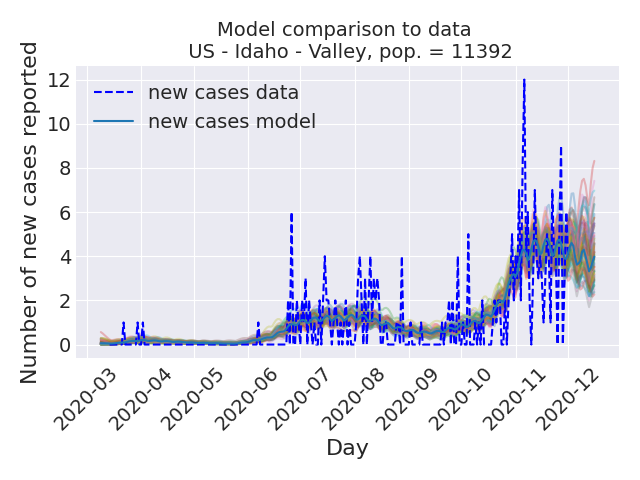 Model comparison to data
US - Idaho - Valley, pop. = 11392
Number of new cases reported
12
10
8
6
4
2
0
new cases data
new cases model
2020-03
2020-04
2020-05
2020-06
2020-07
2020-08
2020-09
2020-10
2020-11
2020-12
Day